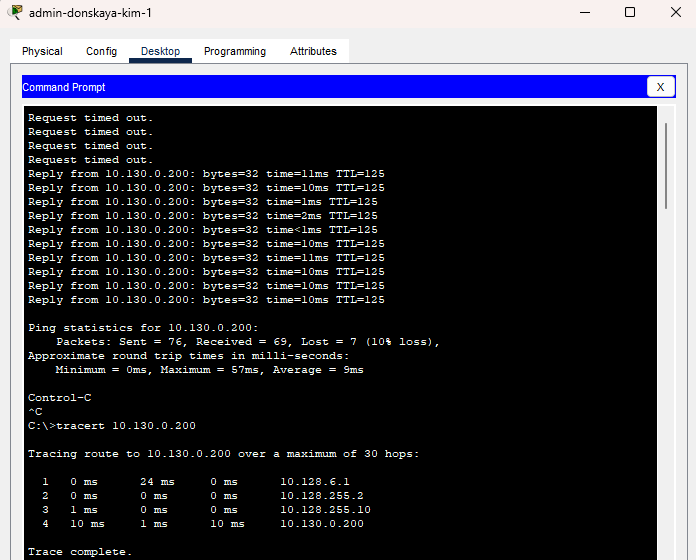 admin-donskaya-kim-1
Physical Config Desktop Programming Attributes
Command Prompt X
Request timed out.
Request timed out.
Request timed out.
Request timed out.
Reply from 10.130.0.200: bytes=32 time=11ms TTL=125
Reply from 10.130.0.200: bytes=32 time=10ms TTL=125
Reply from 10.130.0.200: bytes=32 time=1ms TTL=125
Reply from 10.130.0.200: bytes=32 time=2ms TTL=125
Reply from 10.130.0.200: bytes=32 time<1ms TTL=125
Reply from 10.130.0.200: bytes=32 time=10ms TTL=125
Reply from 10.130.0.200: bytes=32 time=11ms TTL=125
Reply from 10.130.0.200: bytes=32 time=10ms TTL=125
Reply from 10.130.0.200: bytes=32 time=10ms TTL=125
Reply from 10.130.0.200: bytes=32 time=10ms TTL=125
Ping statistics for 10.130.0.200:
Packets: Sent = 76, Received = 69, Lost = 7 (10% loss),
Approximate round trip times in milli-seconds:
Minimum = 0ms, Maximum = 57ms, Average = 9ms
Control-C
^C
C:\>tracert 10.130.0.200
Tracing route to 10.130.0.200 over a maximum of 30 hops:
1 0 ms 24 ms 0 ms 10.128.6.1
2 0 ms 0 ms 0 ms 10.128.255.2
3 1 ms 0 ms 0 ms 10.128.255.10
4 10 ms 1 ms 10 ms 10.130.0.200
Trace complete.